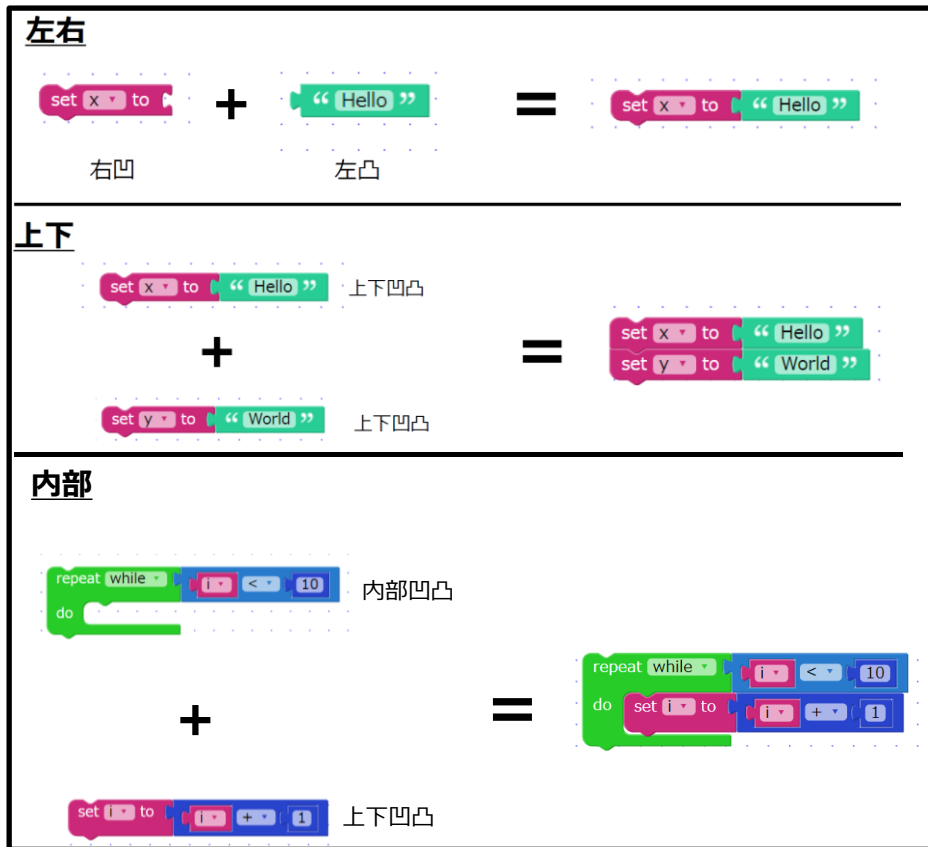 左右
set x to + “ Hello ” = set x to “ Hello ”
右凹 左凸
上下
set x to “ Hello ” 上下凹凸
+ = set x to “ Hello ”
set y to “ World ”
set y to “ World ” 上下凹凸
内部
repeat while i < 10 内部凹凸
do
+ = repeat while i < 10
do set i to i + 1
set i to i + 1 上下凹凸